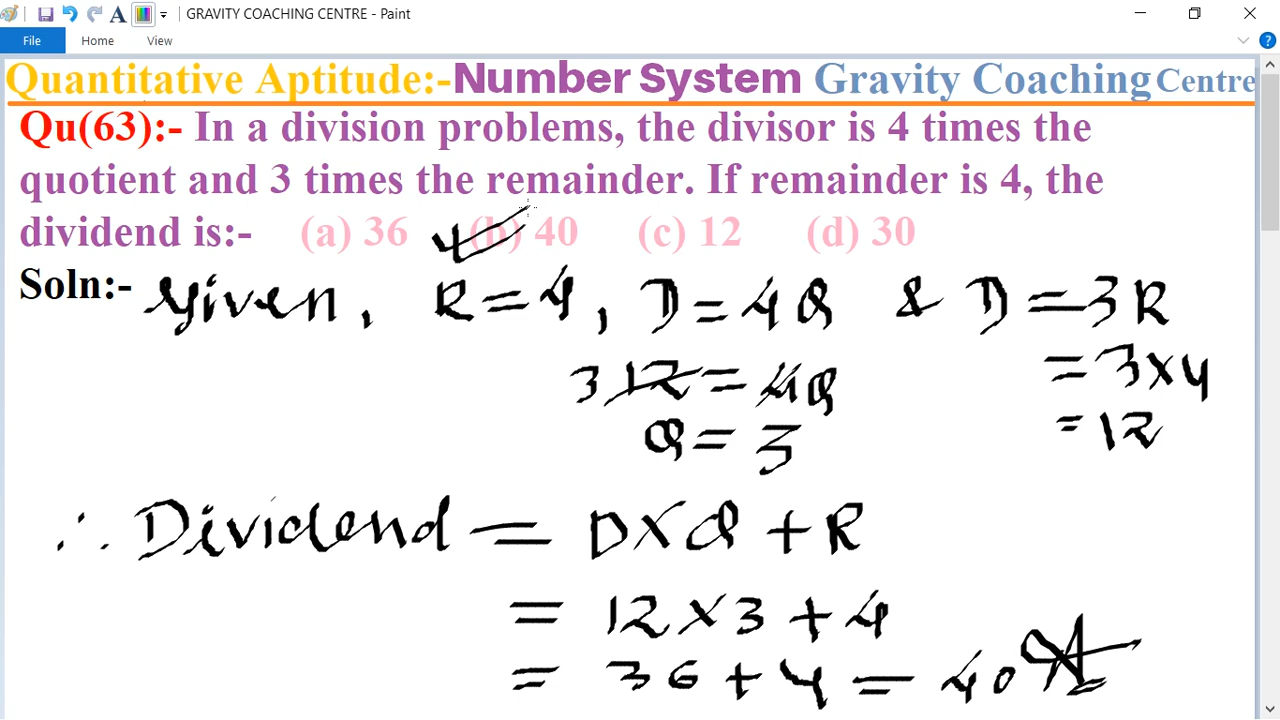 GRAVITY COACHING CENTRE - Paint
File Home View
Quantitative Aptitude:-Number System Gravity Coaching Centre
Qu(63):- In a division problems, the divisor is 4 times the
quotient and 3 times the remainder. If remainder is 4, the
dividend is:- (a) 36 (b) 40 (c) 12 (d) 30
Soln:- Given, R = 4, D = 4Q & D = 3R
3 12 = 4Q = 3×4
Q = 3 = 12
∴ Dividend = D×Q + R
= 12×3 + 4
= 36 + 4 = 40